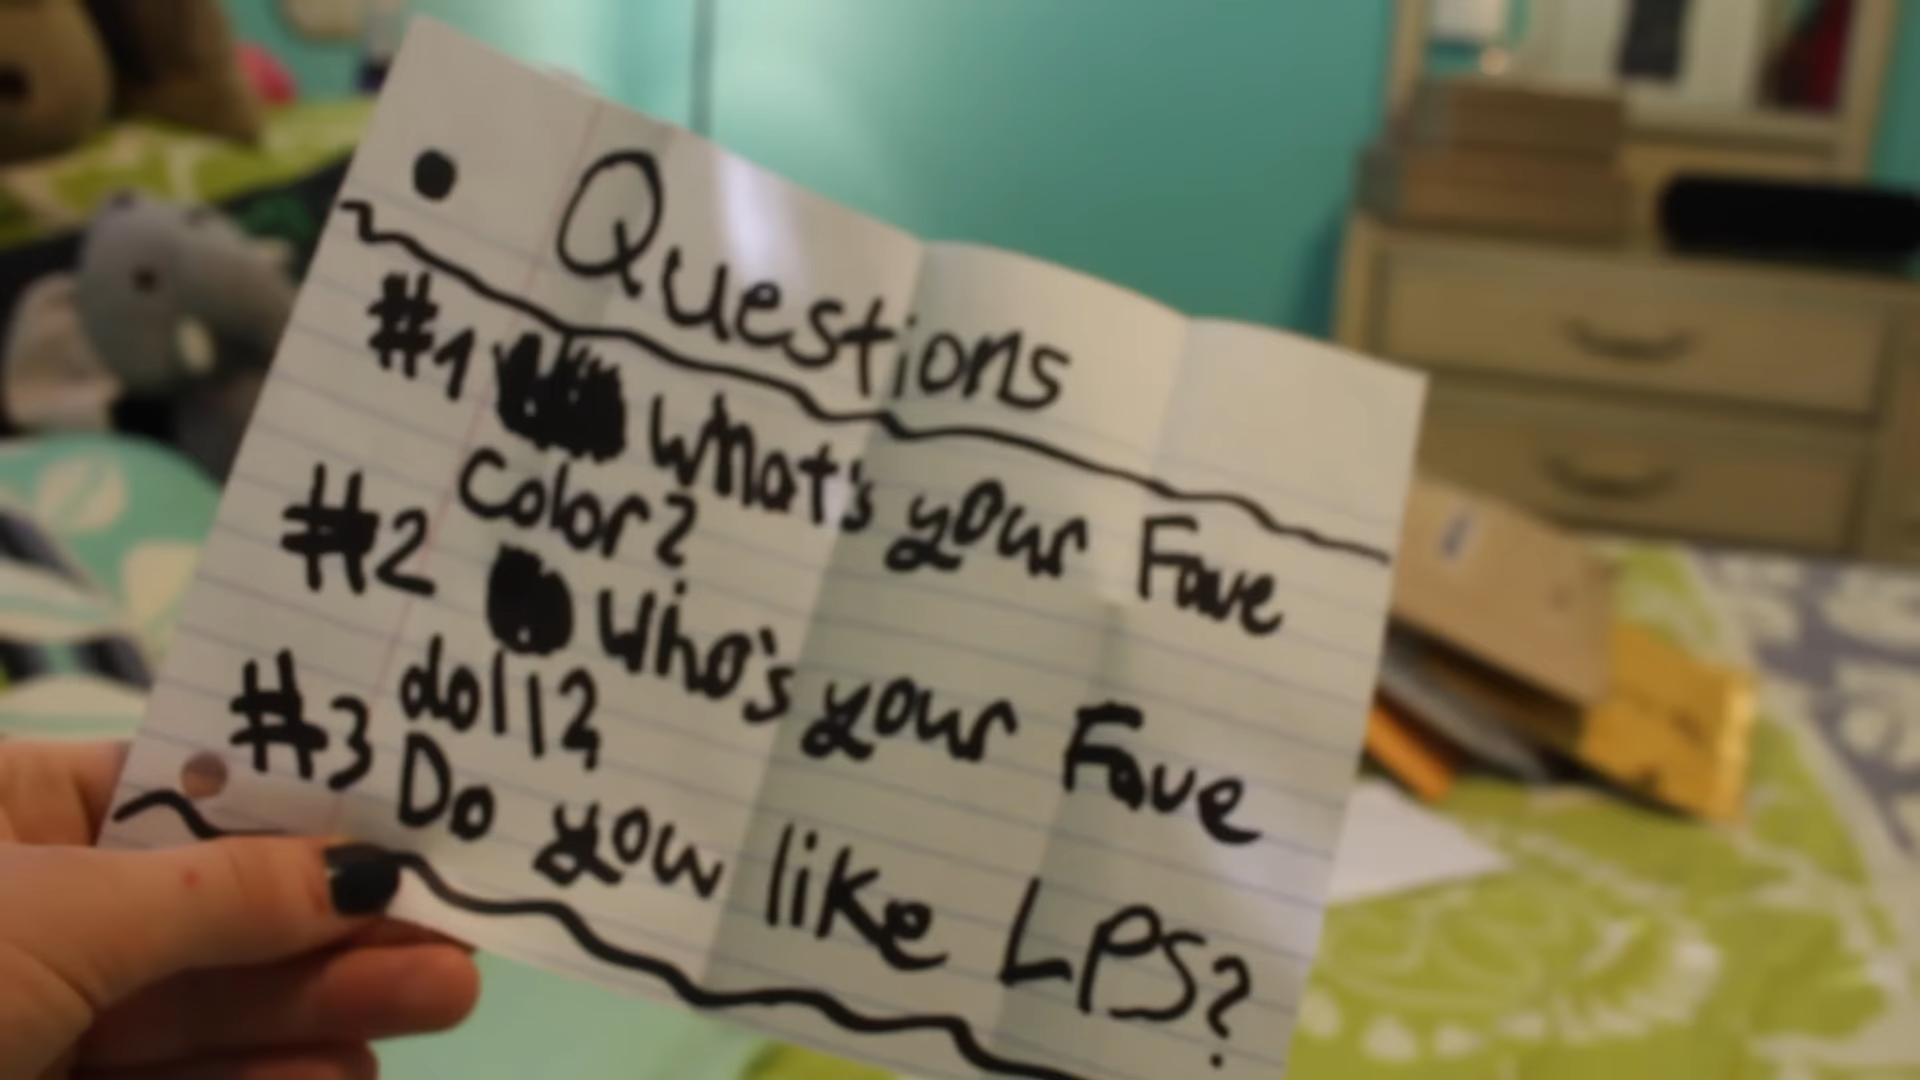 Questions
#1 What's your Fave
color?
#2 Who's your Fave
doll?
#3 Do you like LPS?